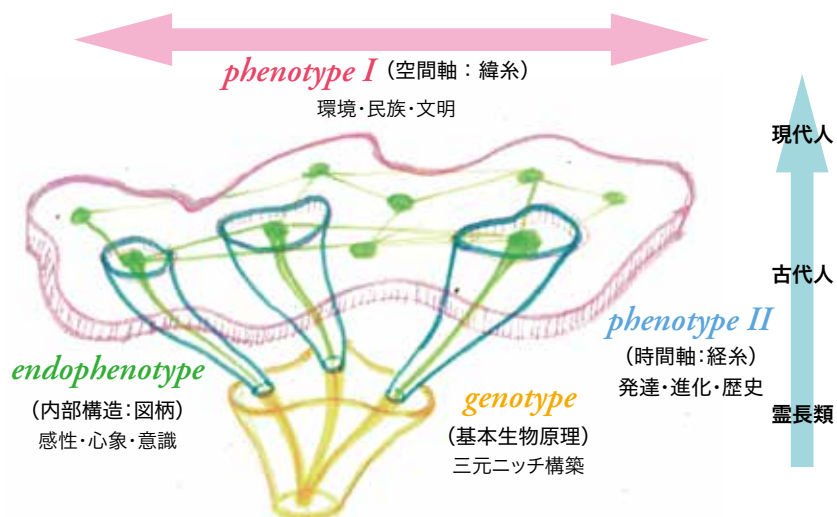 phenotype I（空間軸：緯糸）
環境・民族・文明
現代人
古代人
phenotype II
（時間軸：経糸）
発達・進化・歴史
endophenotype
（内部構造：図柄）
感性・心象・意識
genotype
（基本生物原理）
三元ニッチ構築
霊長類